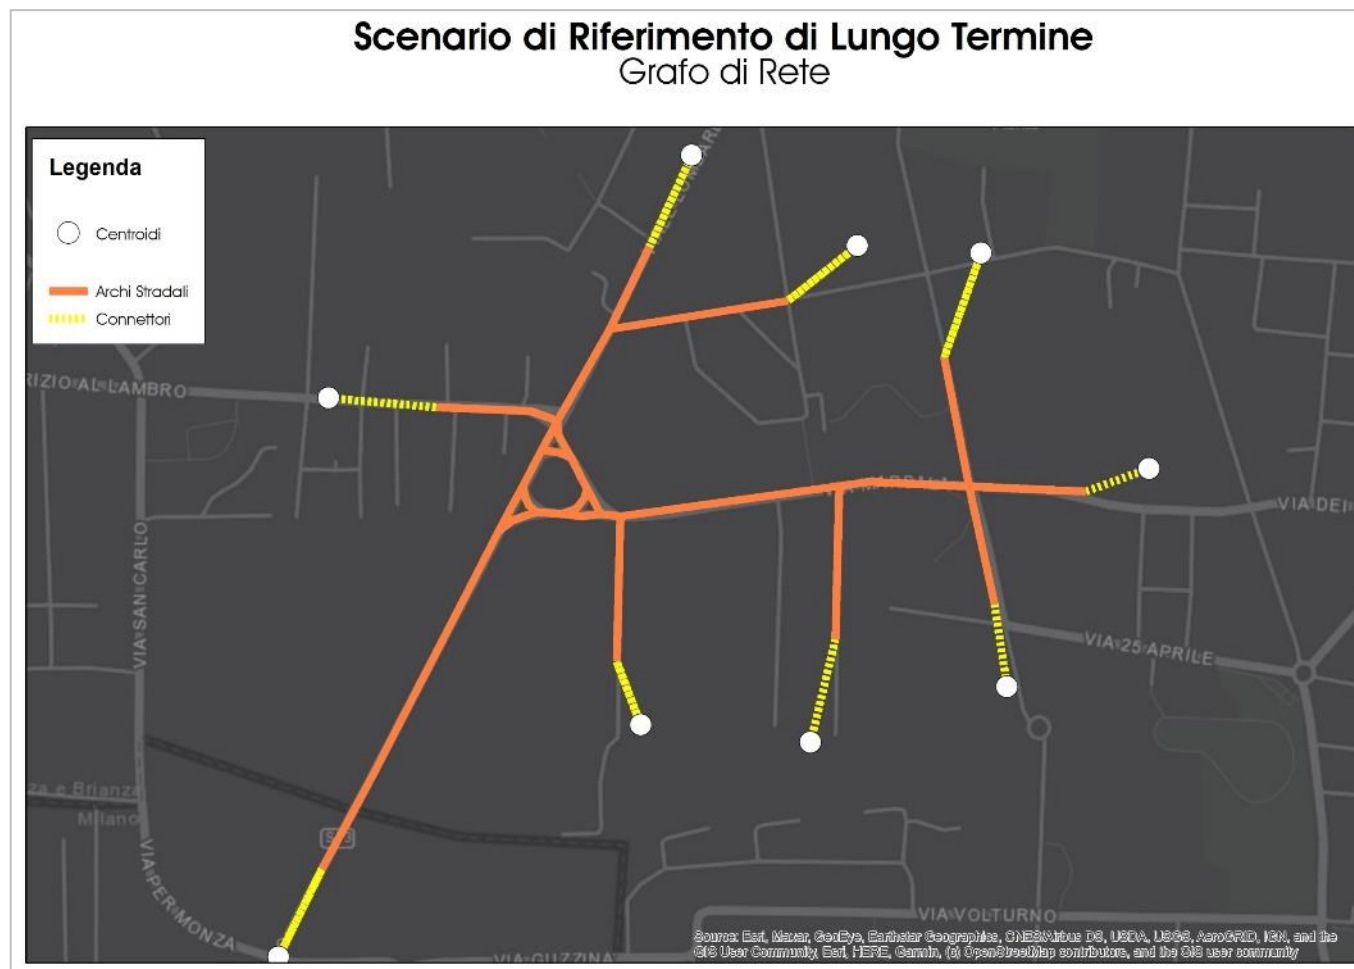 Scenario di Riferimento di Lungo Termine
Grafo di Rete
Legenda
Centroidi
Archi Stradali
Connettori
RIZIO AL LAMBRO
VIA SAN CARLO
VIA DEI
VIA 25 APRILE
za e Brianza
Milano
VIA PER MONZA
VIA VOLTURNO
VIA GUZZINA
Source: Esri, Maxar, GeoEye, Earthstar Geographics, CNES/Airbus DS, USDA, USGS, AeroGRID, IGN, and the
GIS User Community, Esri, HERE, Garmin, (c) OpenStreetMap contributors, and the GIS user community